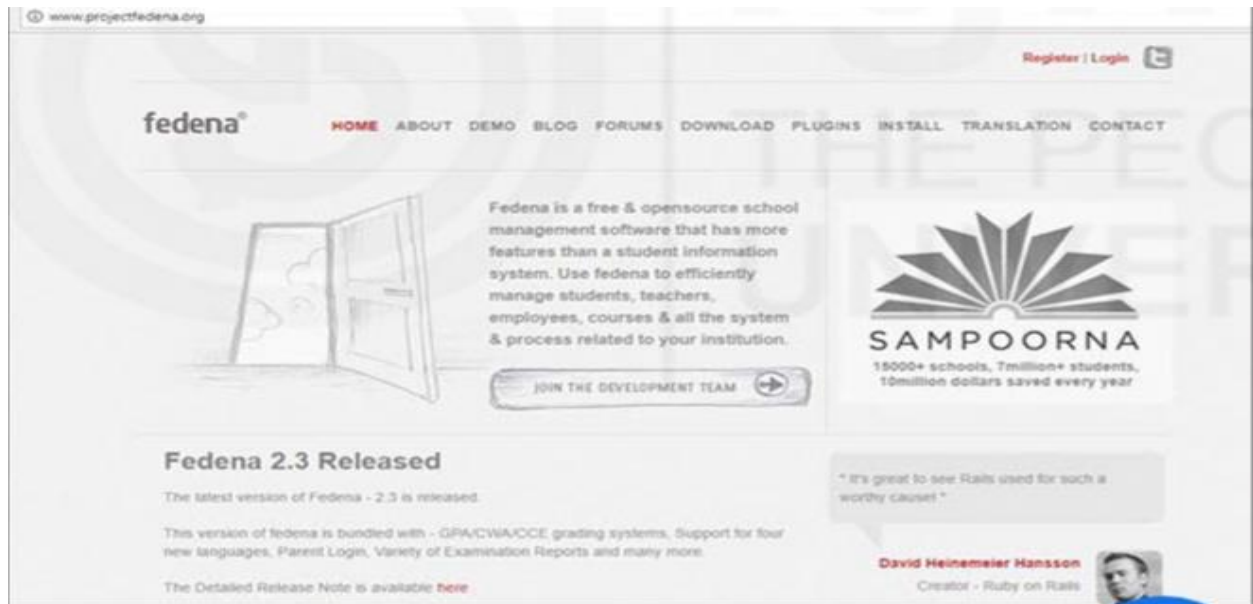 www.projectfedena.org
Register | Login
fedena®
HOME ABOUT DEMO BLOG FORUMS DOWNLOAD PLUGINS INSTALL TRANSLATION CONTACT
THE PEO
UNIVER
Fedena is a free & opensource school
management software that has more
features than a student information
system. Use fedena to efficiently
manage students, teachers,
employees, courses & all the system
& process related to your institution.
JOIN THE DEVELOPMENT TEAM
SAMPOORNA
15000+ schools, 7million+ students,
10million dollars saved every year
Fedena 2.3 Released
The latest version of Fedena - 2.3 is released.
This version of fedena is bundled with - GPA/CWA/CCE grading systems, Support for four
new languages, Parent Login, Variety of Examination Reports and many more.
The Detailed Release Note is available here
" It's great to see Rails used for such a
worthy cause! "
David Heinemeier Hansson
Creator - Ruby on Rails